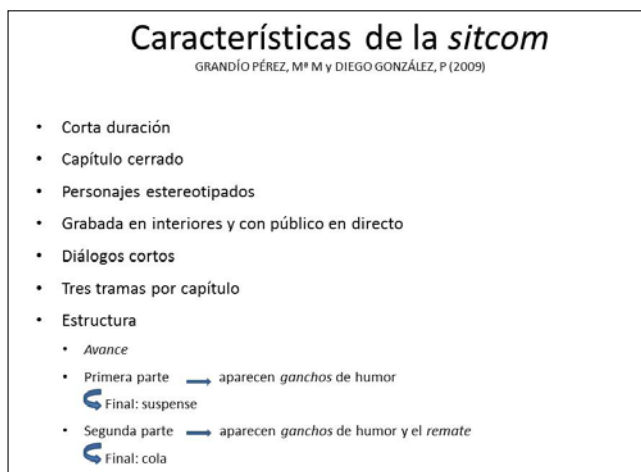 Características de la sitcom
GRANDÍO PÉREZ, Mª M y DIEGO GONZÁLEZ, P (2009)
• Corta duración
• Capítulo cerrado
• Personajes estereotipados
• Grabada en interiores y con público en directo
• Diálogos cortos
• Tres tramas por capítulo
• Estructura
• Avance
• Primera parte → aparecen ganchos de humor
Final: suspense
• Segunda parte → aparecen ganchos de humor y el remate
Final: cola